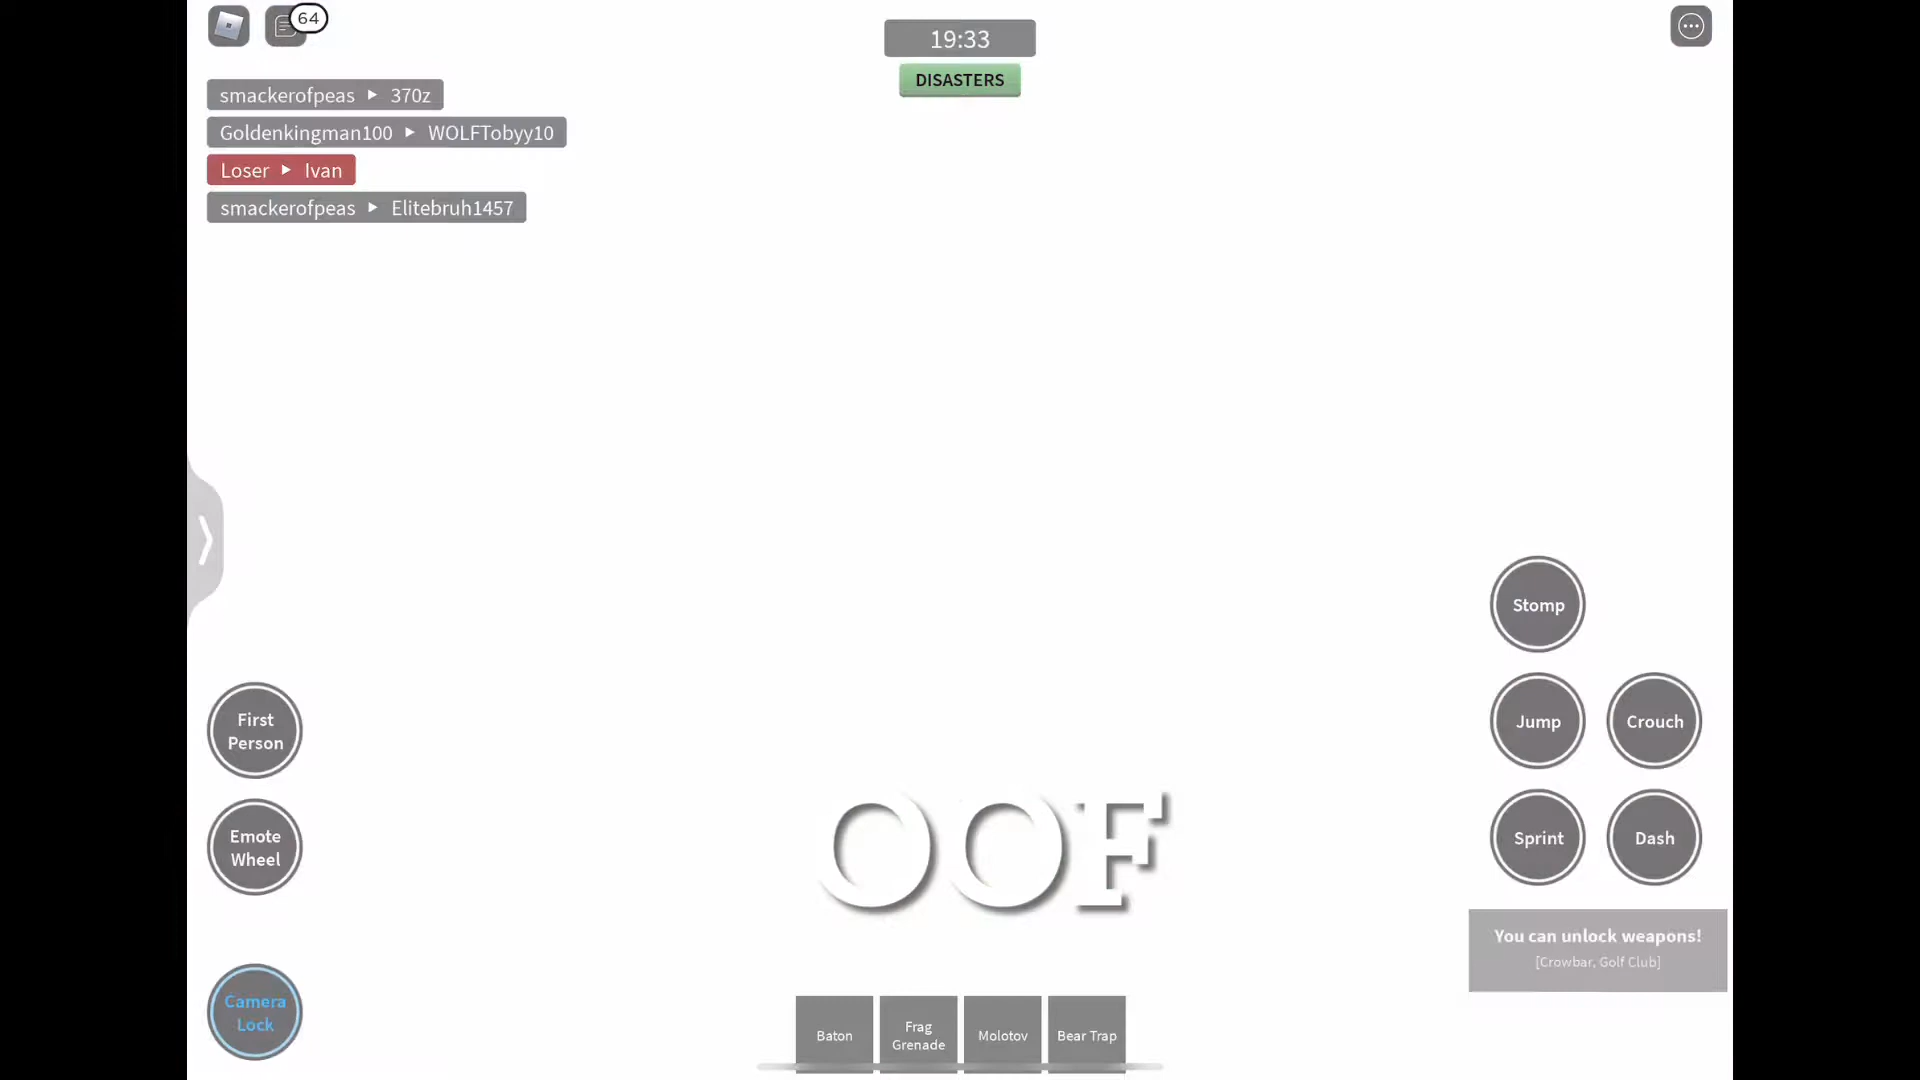 64
19:33
DISASTERS
smackerofpeas ▸ 370z
Goldenkingman100 ▸ WOLFTobyy10
Loser ▸ Ivan
smackerofpeas ▸ Elitebruh1457
Stomp
First
Person
Jump
Crouch
Emote
Wheel
OOF
Sprint
Dash
You can unlock weapons!
[Crowbar, Golf Club]
Camera
Lock
Baton
Frag
Grenade
Molotov
Bear Trap